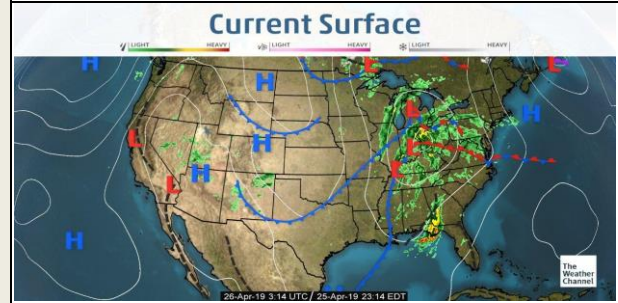 Current Surface
LIGHT HEAVY LIGHT HEAVY LIGHT HEAVY
H H L L
H
L L H
H L
H L
L
H
The
Weather
Channel
26-Apr-19 3:14 UTC / 25-Apr-19 23:14 EDT